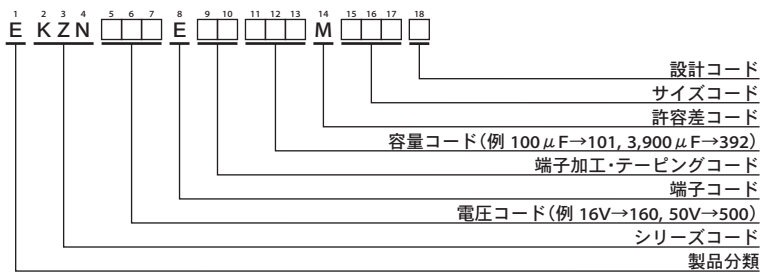 1 2 3 4 5 6 7 8 9 10 11 12 13 14 15 16 17 18
E KZN E M
設計コード
サイズコード
許容差コード
容量コード(例 100μF→101, 3,900μF→392)
端子加工・テーピングコード
端子コード
電圧コード(例 16V→160, 50V→500)
シリーズコード
製品分類